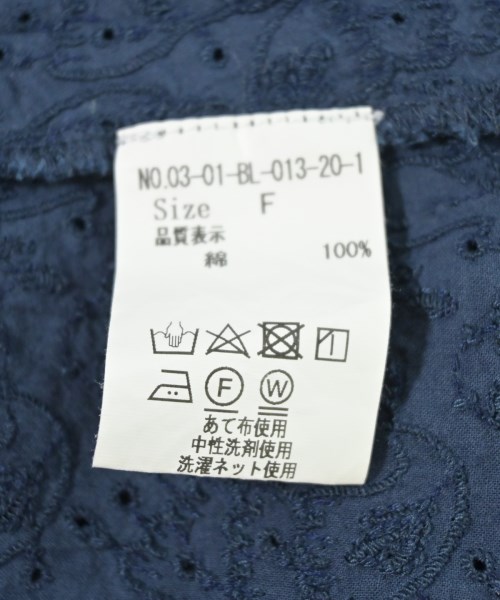 NO.03-01-BL-013-20-1
Size F
品質表示
綿 100%
F W
あて布使用
中性洗剤使用
洗濯ネット使用